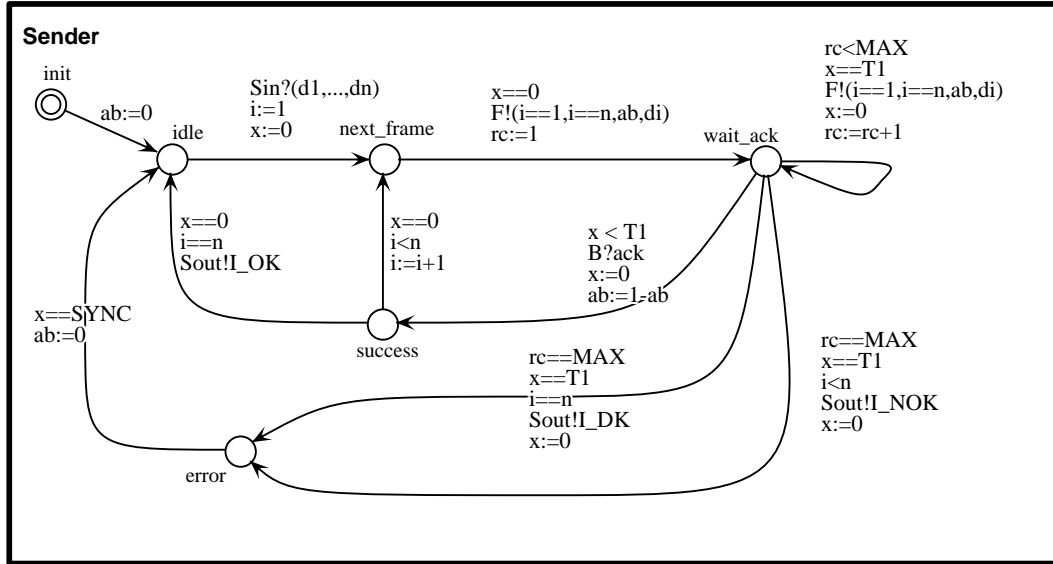 Sender
init
ab:=0
idle
Sin?(d1,...,dn)
i:=1
x:=0
next_frame
x==0
F!(i==1,i==n,ab,di)
rc:=1
wait_ack
rc<MAX
x==T1
F!(i==1,i==n,ab,di)
x:=0
rc:=rc+1
x==0
i==n
Sout!I_OK
x==0
i<n
i:=i+1
x < T1
B?ack
x:=0
ab:=1-ab
x==SYNC
ab:=0
success
rc==MAX
x==T1
i==n
Sout!I_DK
x:=0
rc==MAX
x==T1
i<n
Sout!I_NOK
x:=0
error